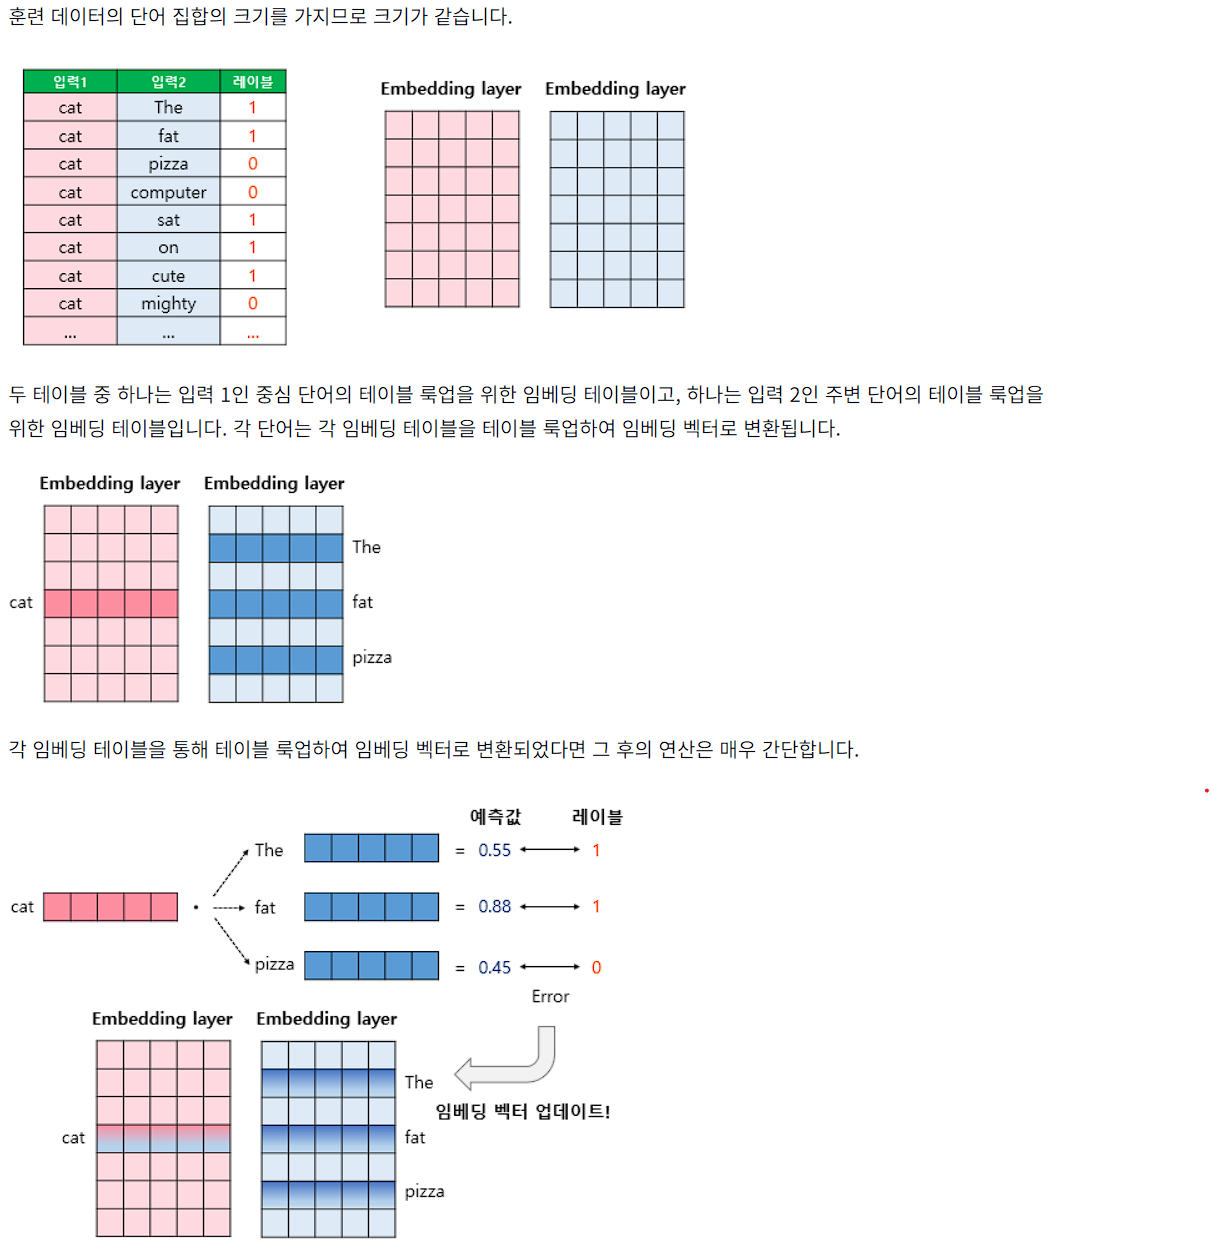 훈련 데이터의 단어 집합의 크기를 가지므로 크기가 같습니다.
입력1 입력2 레이블
cat The 1
cat fat 1
cat pizza 0
cat computer 0
cat sat 1
cat on 1
cat cute 1
cat mighty 0
... ... ...
Embedding layer Embedding layer
두 테이블 중 하나는 입력 1인 중심 단어의 테이블 룩업을 위한 임베딩 테이블이고, 하나는 입력 2인 주변 단어의 테이블 룩업을
위한 임베딩 테이블입니다. 각 단어는 각 임베딩 테이블을 테이블 룩업하여 임베딩 벡터로 변환됩니다.
Embedding layer Embedding layer
The
cat fat
pizza
각 임베딩 테이블을 통해 테이블 룩업하여 임베딩 벡터로 변환되었다면 그 후의 연산은 매우 간단합니다.
예측값 레이블
The = 0.55 1
cat · fat = 0.88 1
pizza = 0.45 0
Error
Embedding layer Embedding layer
The
임베딩 벡터 업데이트!
cat fat
pizza